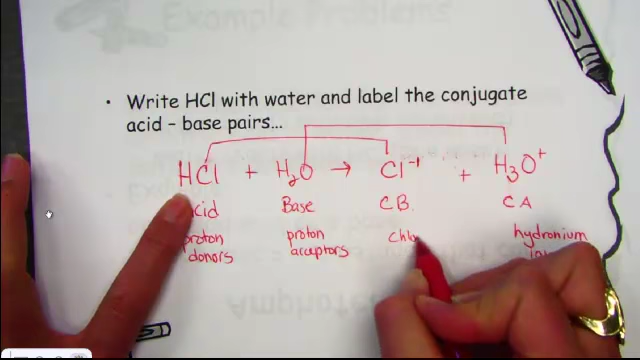 • Write HCl with water and label the conjugate
acid – base pairs...
HCl + H₂O → Cl⁻¹ + H₃O⁺
acid Base CB CA
proton donors proton acceptors chlo hydronium